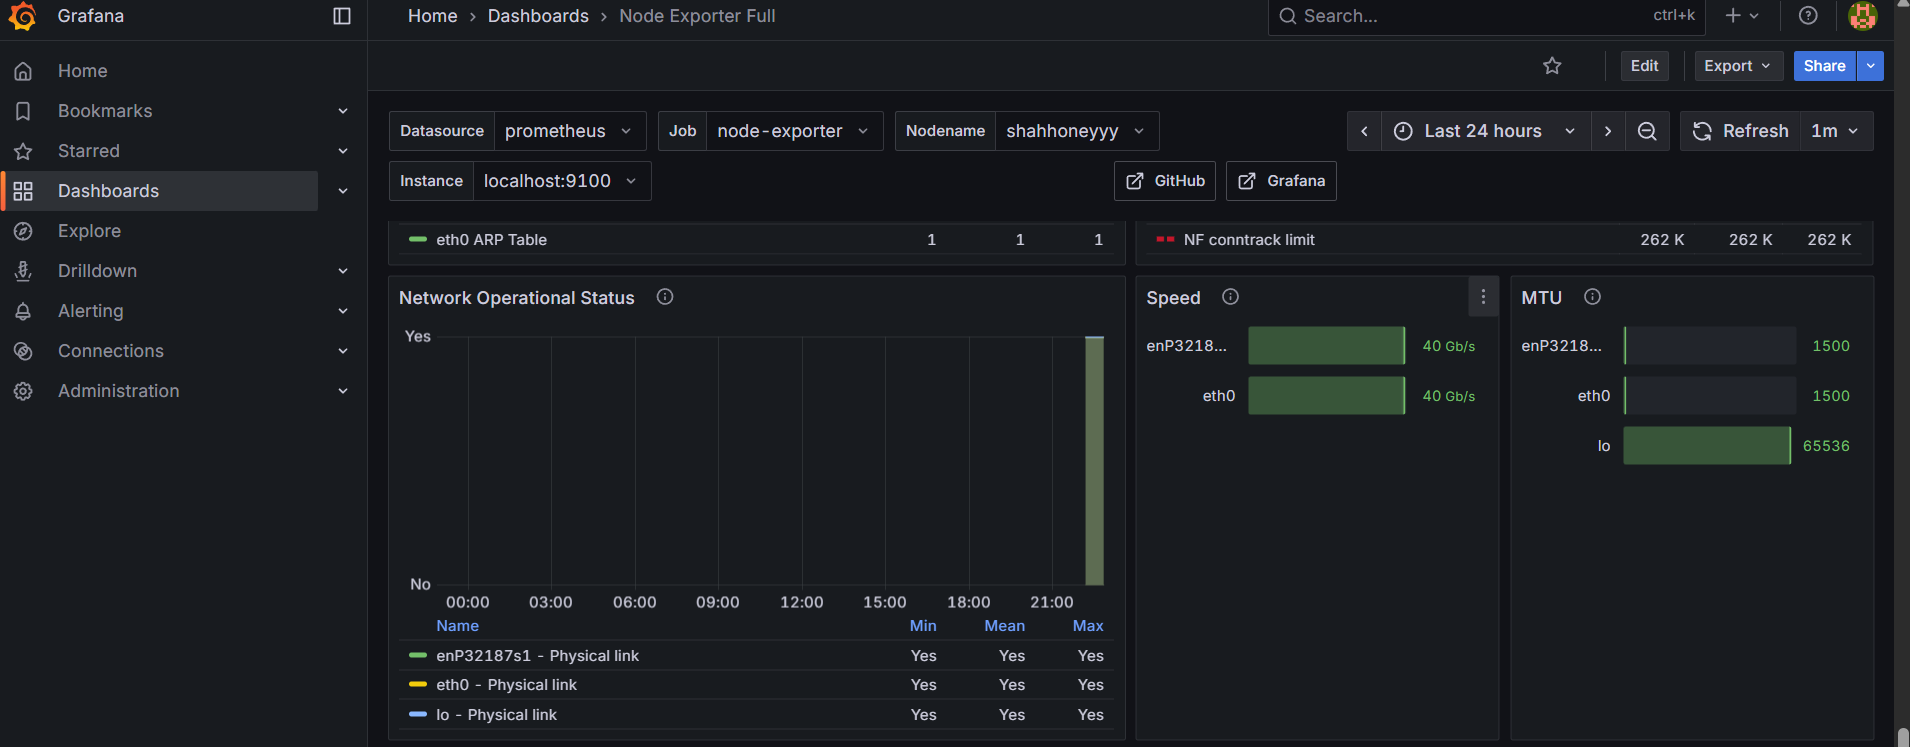 Grafana
Home › Dashboards › Node Exporter Full
Search... ctrl+k
Home
Bookmarks
Starred
Dashboards
Explore
Drilldown
Alerting
Connections
Administration
Edit Export Share
Datasource prometheus Job node-exporter Nodename shahhoneyyy Last 24 hours Refresh 1m
Instance localhost:9100 GitHub Grafana
eth0 ARP Table 1 1 1
NF conntrack limit 262 K 262 K 262 K
Network Operational Status
Yes
No
00:00 03:00 06:00 09:00 12:00 15:00 18:00 21:00
Name Min Mean Max
enP32187s1 - Physical link Yes Yes Yes
eth0 - Physical link Yes Yes Yes
lo - Physical link Yes Yes Yes
Speed
enP3218... 40 Gb/s
eth0 40 Gb/s
MTU
enP3218... 1500
eth0 1500
lo 65536